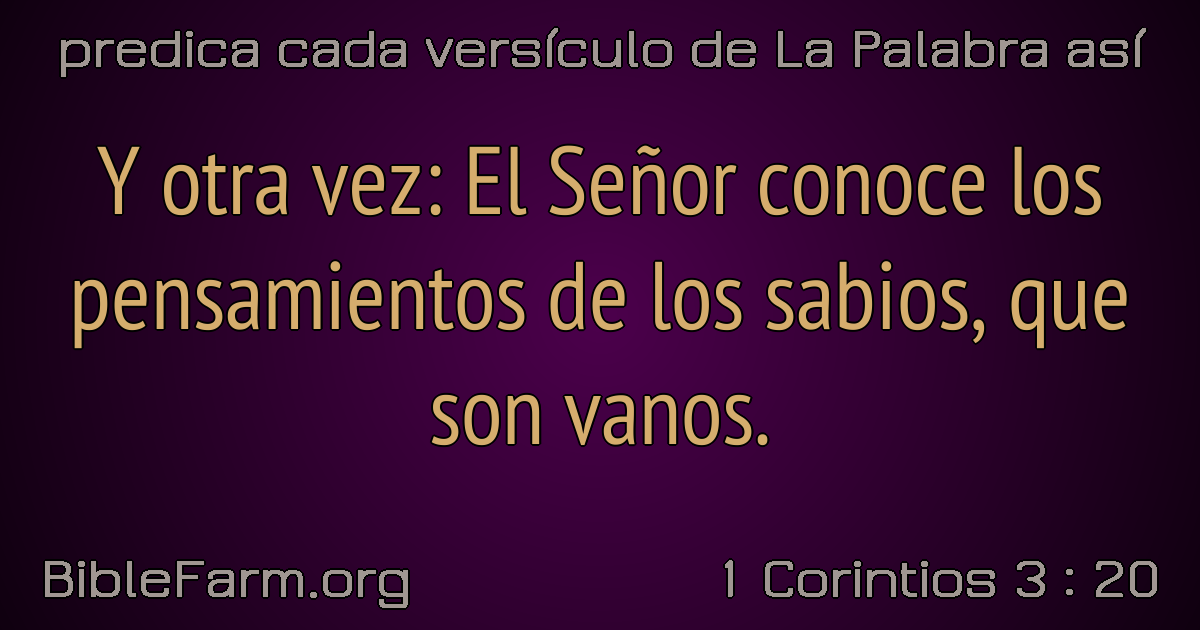 predica cada versículo de La Palabra así
Y otra vez: El Señor conoce los
pensamientos de los sabios, que
son vanos.
BibleFarm.org
1 Corintios 3 : 20